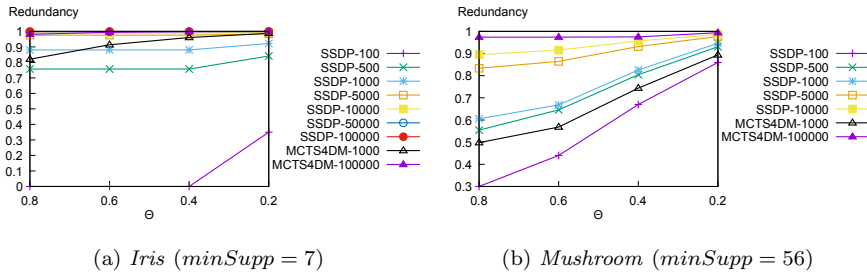 Redundancy
1
0.9
0.8
0.7
0.6
0.5
0.4
0.3
0.2
0.1
0
0.8 0.6 0.4 0.2
Θ
SSDP-100
SSDP-500
SSDP-1000
SSDP-5000
SSDP-10000
SSDP-50000
SSDP-100000
MCTS4DM-1000
MCTS4DM-100000
(a) Iris (minSupp = 7)
Redundancy
1
0.9
0.8
0.7
0.6
0.5
0.4
0.3
0.8 0.6 0.4 0.2
Θ
SSDP-100
SSDP-500
SSDP-1000
SSDP-5000
SSDP-10000
MCTS4DM-1000
MCTS4DM-100000
(b) Mushroom (minSupp = 56)